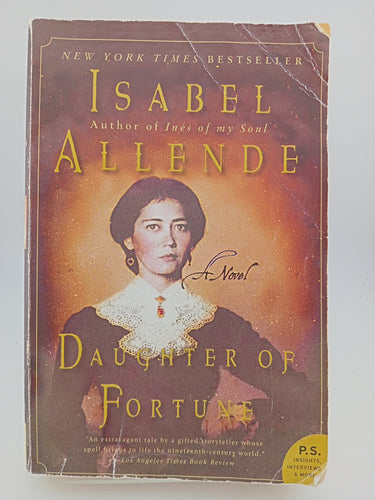 NEW YORK TIMES BESTSELLER
ISABEL
Author of Inés of my Soul
ALLENDE
A Novel
DAUGHTER OF
FORTUNE
"An extravagant tale by a gifted storyteller whose
spell brings to life the nineteenth-century world."
—Los Angeles Times Book Review
P.S.
INSIGHTS,
INTERVIEWS
& MORE...